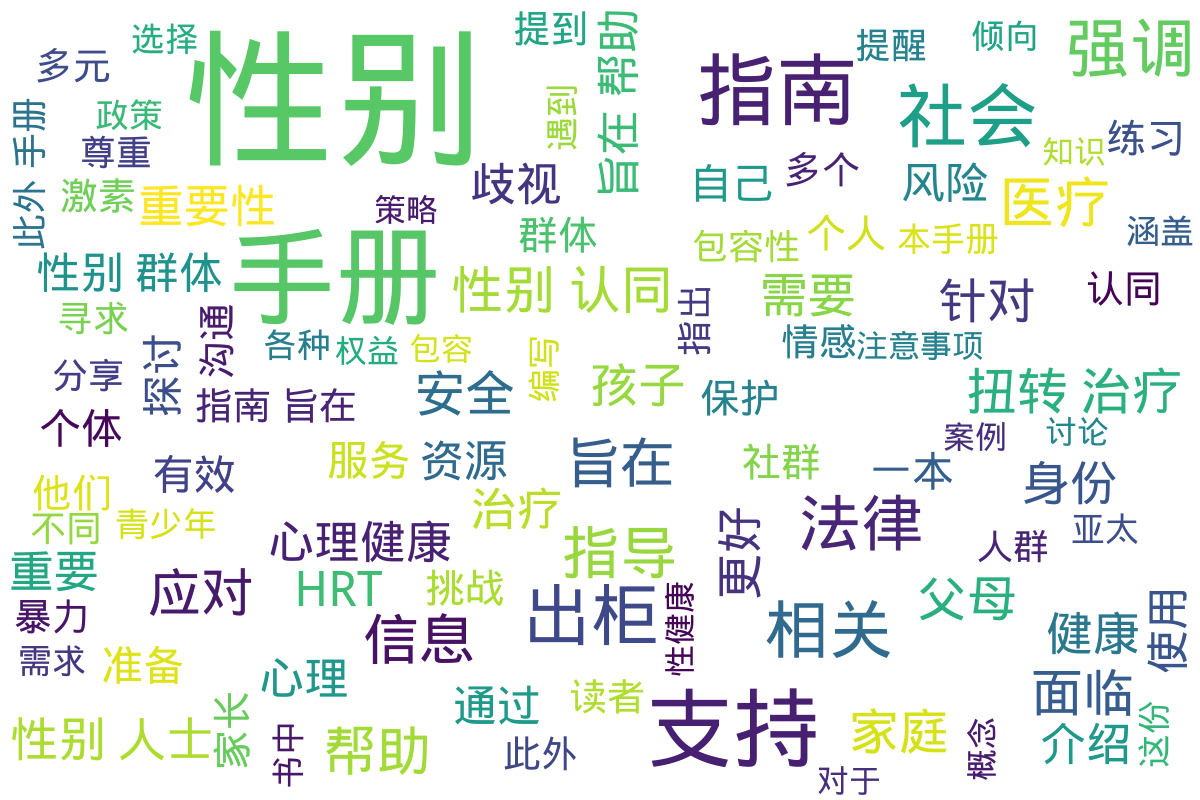 性别
手册
指南
支持
社会
强调
提到
旨在 帮助
选择
多元
提醒
倾向
政策
遇到
尊重
此外 手册
激素
重要性
策略
歧视
群体
自己
多个
风险
医疗
知识
练习
涵盖
包容性
个人
本手册
性别 群体
性别 认同
需要
针对
认同
寻求
沟通
各种
权益
包容
编写
指出
情感
注意事项
分享
探讨
指南 旨在
安全
孩子
保护
扭转 治疗
个体
案例
讨论
有效
服务
资源
旨在
社群
一本
身份
他们
不同
青少年
治疗
法律
亚太
心理健康
指导
更好
人群
重要
应对
HRT
挑战
出柜
性健康
相关
父母
健康
使用
暴力
需求
信息
准备
心理
通过
读者
面临
性别 人士
家长
书中
帮助
此外
家庭
概念
介绍
这份
对于